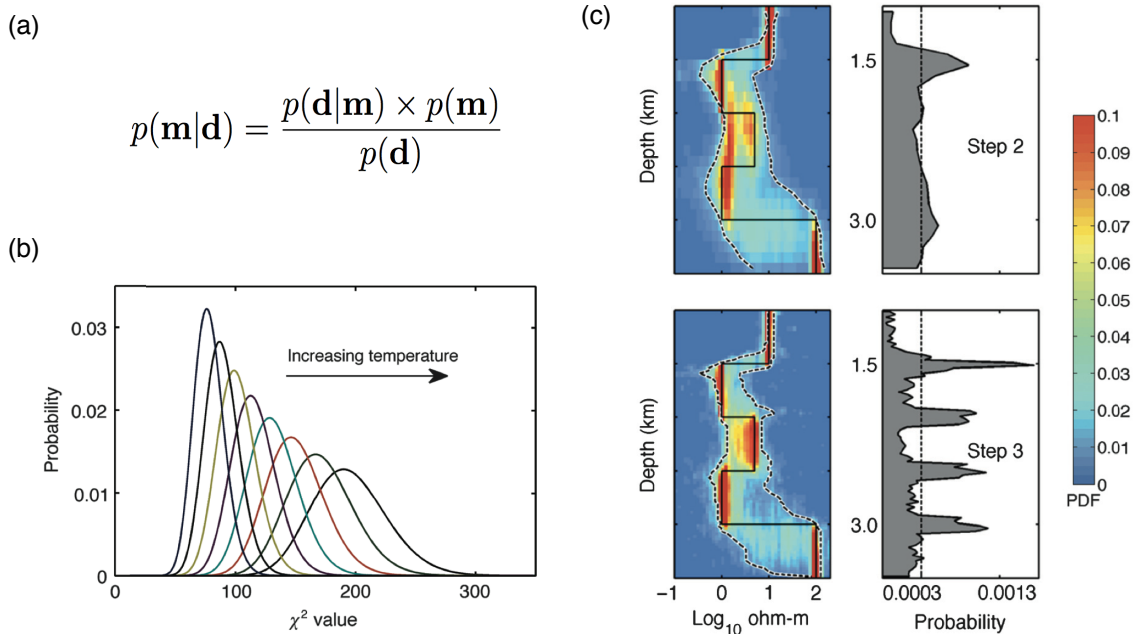 (a)
p(m|d) = p(d|m) × p(m) / p(d)
(b)
0.03
0.02
0.01
0
Probability
Increasing temperature
0 100 200 300
χ² value
(c)
Depth (km)
1.5
3.0
Step 2
Depth (km)
1.5
3.0
Step 3
−1 0 1 2
Log₁₀ ohm-m
0.0003 0.0013
Probability
0.1
0.09
0.08
0.07
0.06
0.05
0.04
0.03
0.02
0.01
0
PDF